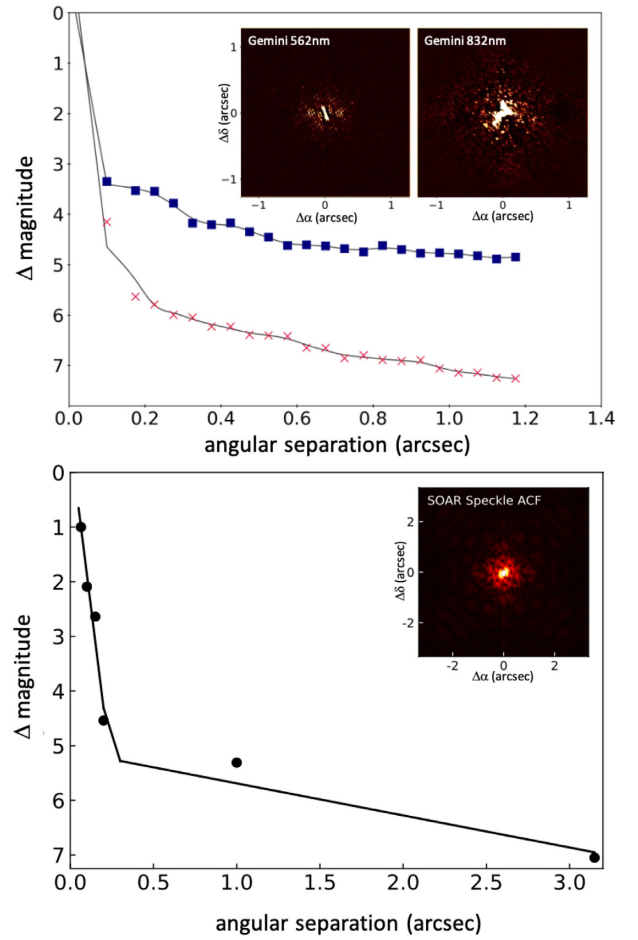 0
1
2
3
4
5
6
7
Δ magnitude
Gemini 562nm
Gemini 832nm
1
0
-1
Δδ (arcsec)
-1 0 1
-1 0 1
Δα (arcsec)
Δα (arcsec)
0.0 0.2 0.4 0.6 0.8 1.0 1.2 1.4
angular separation (arcsec)
0
1
2
3
4
5
6
7
Δ magnitude
SOAR Speckle ACF
2
0
-2
Δδ (arcsec)
-2 0 2
Δα (arcsec)
0.0 0.5 1.0 1.5 2.0 2.5 3.0
angular separation (arcsec)